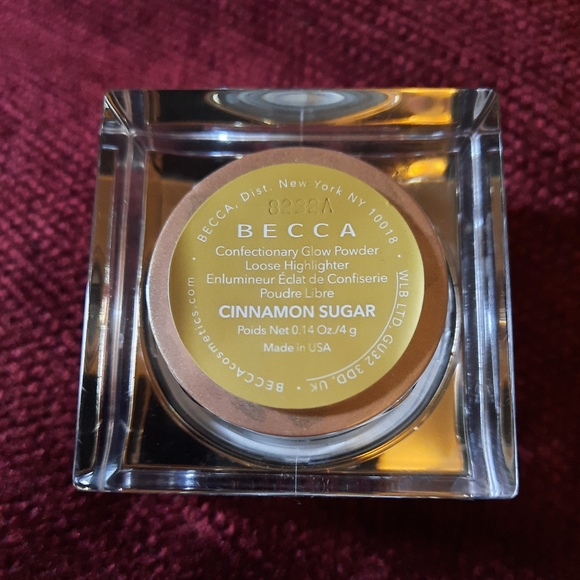 BECCA, Dist. New York NY 10018 •
WLB LTD. GU32 3DD, UK •
BECCAcosmetics.com •
BECCA
Confectionary Glow Powder
Loose Highlighter
Enlumineur Éclat de Confiserie
Poudre Libre
CINNAMON SUGAR
Poids Net 0.14 Oz./4 g
Made in USA